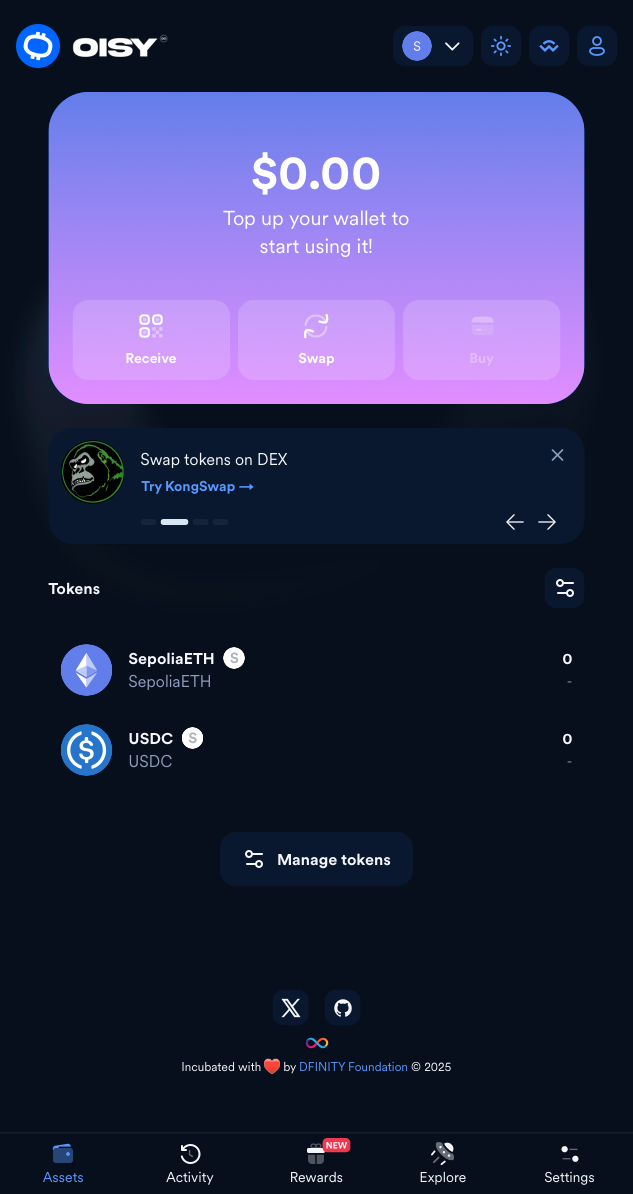 OISY
S
$0.00
Top up your wallet to
start using it!
Receive
Swap
Buy
Swap tokens on DEX
Try KongSwap →
Tokens
SepoliaETH S
0
SepoliaETH
-
USDC S
0
USDC
-
Manage tokens
Incubated with ❤️ by DFINITY Foundation © 2025
NEW
Assets
Activity
Rewards
Explore
Settings